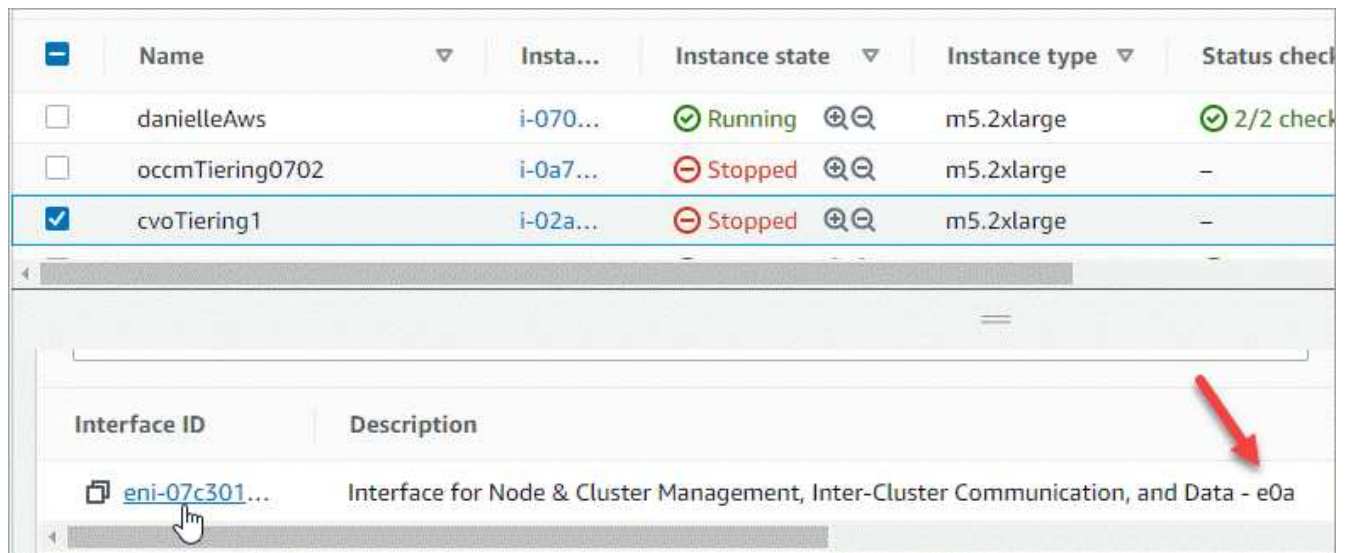 Name Insta... Instance state Instance type Status check
danielleAws i-070... Running m5.2xlarge 2/2 check
occmTiering0702 i-0a7... Stopped m5.2xlarge –
cvoTiering1 i-02a... Stopped m5.2xlarge –
Interface ID Description
eni-07c301... Interface for Node & Cluster Management, Inter-Cluster Communication, and Data - e0a